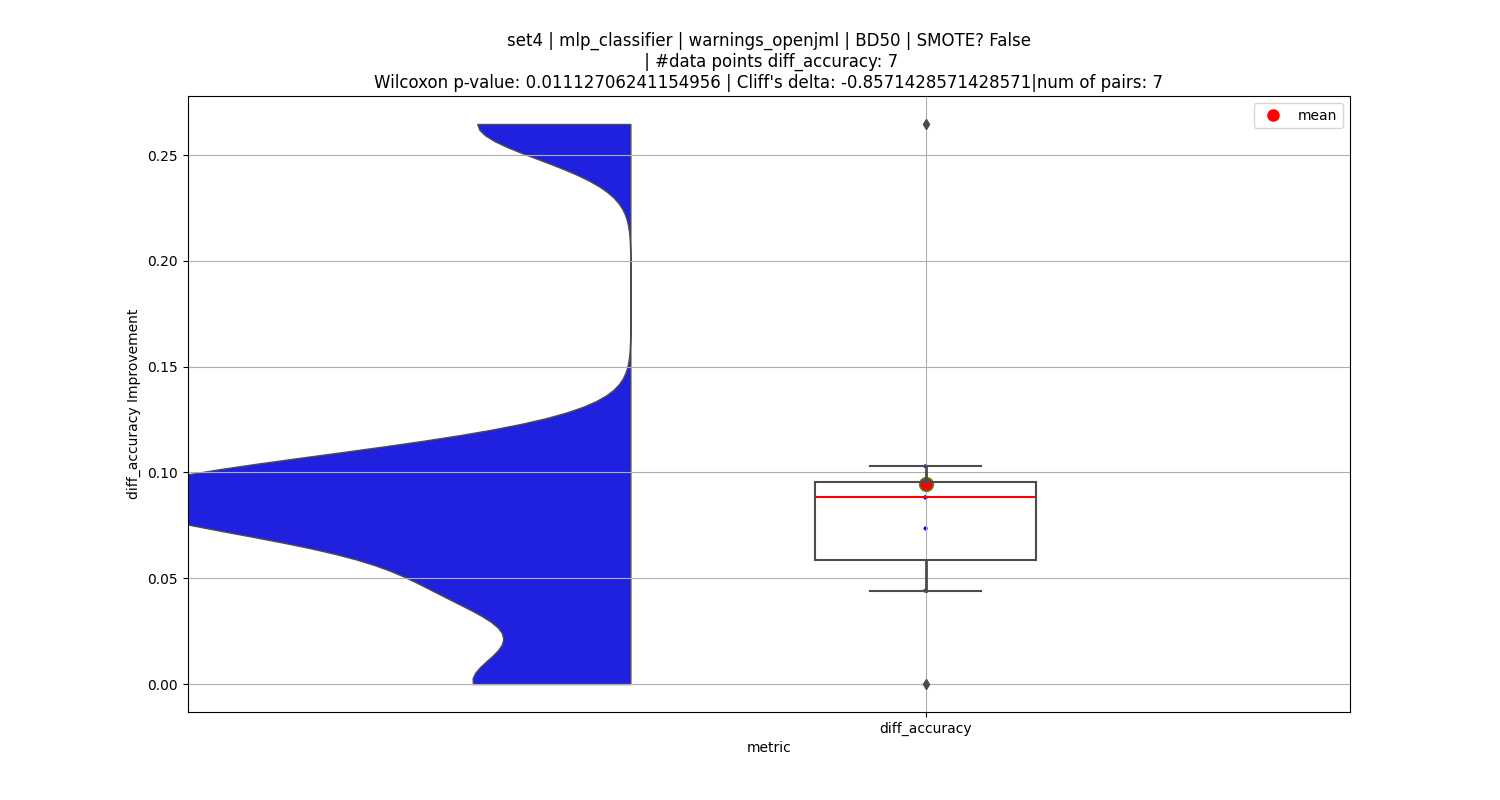 set4 | mlp_classifier | warnings_openjml | BD50 | SMOTE? False
| #data points diff_accuracy: 7
Wilcoxon p-value: 0.01112706241154956 | Cliff's delta: -0.8571428571428571|num of pairs: 7
mean
0.25
0.20
0.15
0.10
0.05
0.00
diff_accuracy Improvement
diff_accuracy
metric